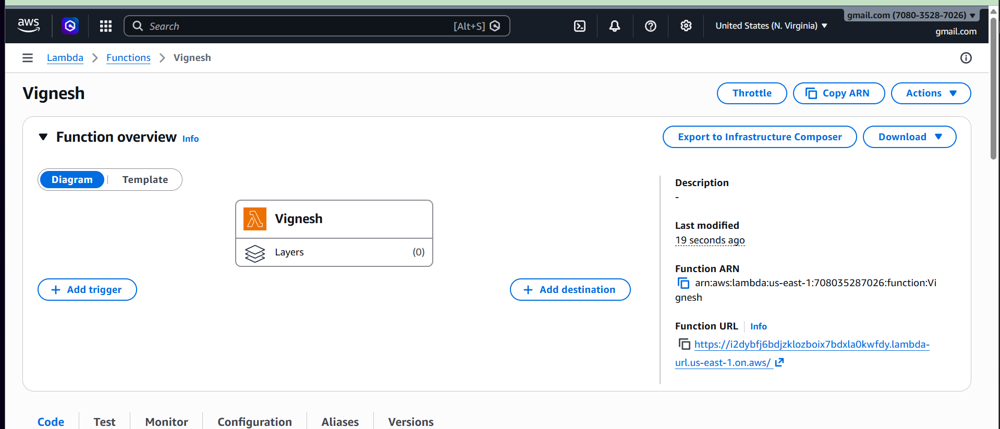 aws
Search [Alt+S]
United States (N. Virginia)
gmail.com (7080-3528-7026)
gmail.com
Lambda > Functions > Vignesh
Vignesh
Throttle
Copy ARN
Actions
Function overview Info
Export to Infrastructure Composer
Download
Diagram
Template
Vignesh
Layers (0)
+ Add trigger
+ Add destination
Description
-
Last modified
19 seconds ago
Function ARN
arn:aws:lambda:us-east-1:708035287026:function:Vi
gnesh
Function URL Info
https://i2dybfj6bdjzklozboix7bdxla0kwfdy.lambda-
url.us-east-1.on.aws/
Code
Test
Monitor
Configuration
Aliases
Versions